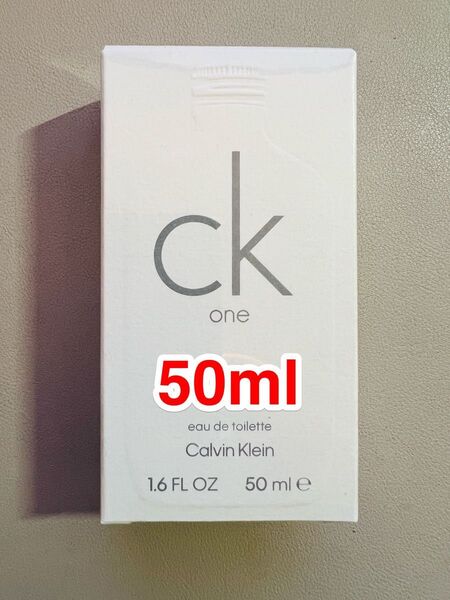 ck
one
50ml
eau de toilette
Calvin Klein
1.6 FL OZ 50 ml ℮